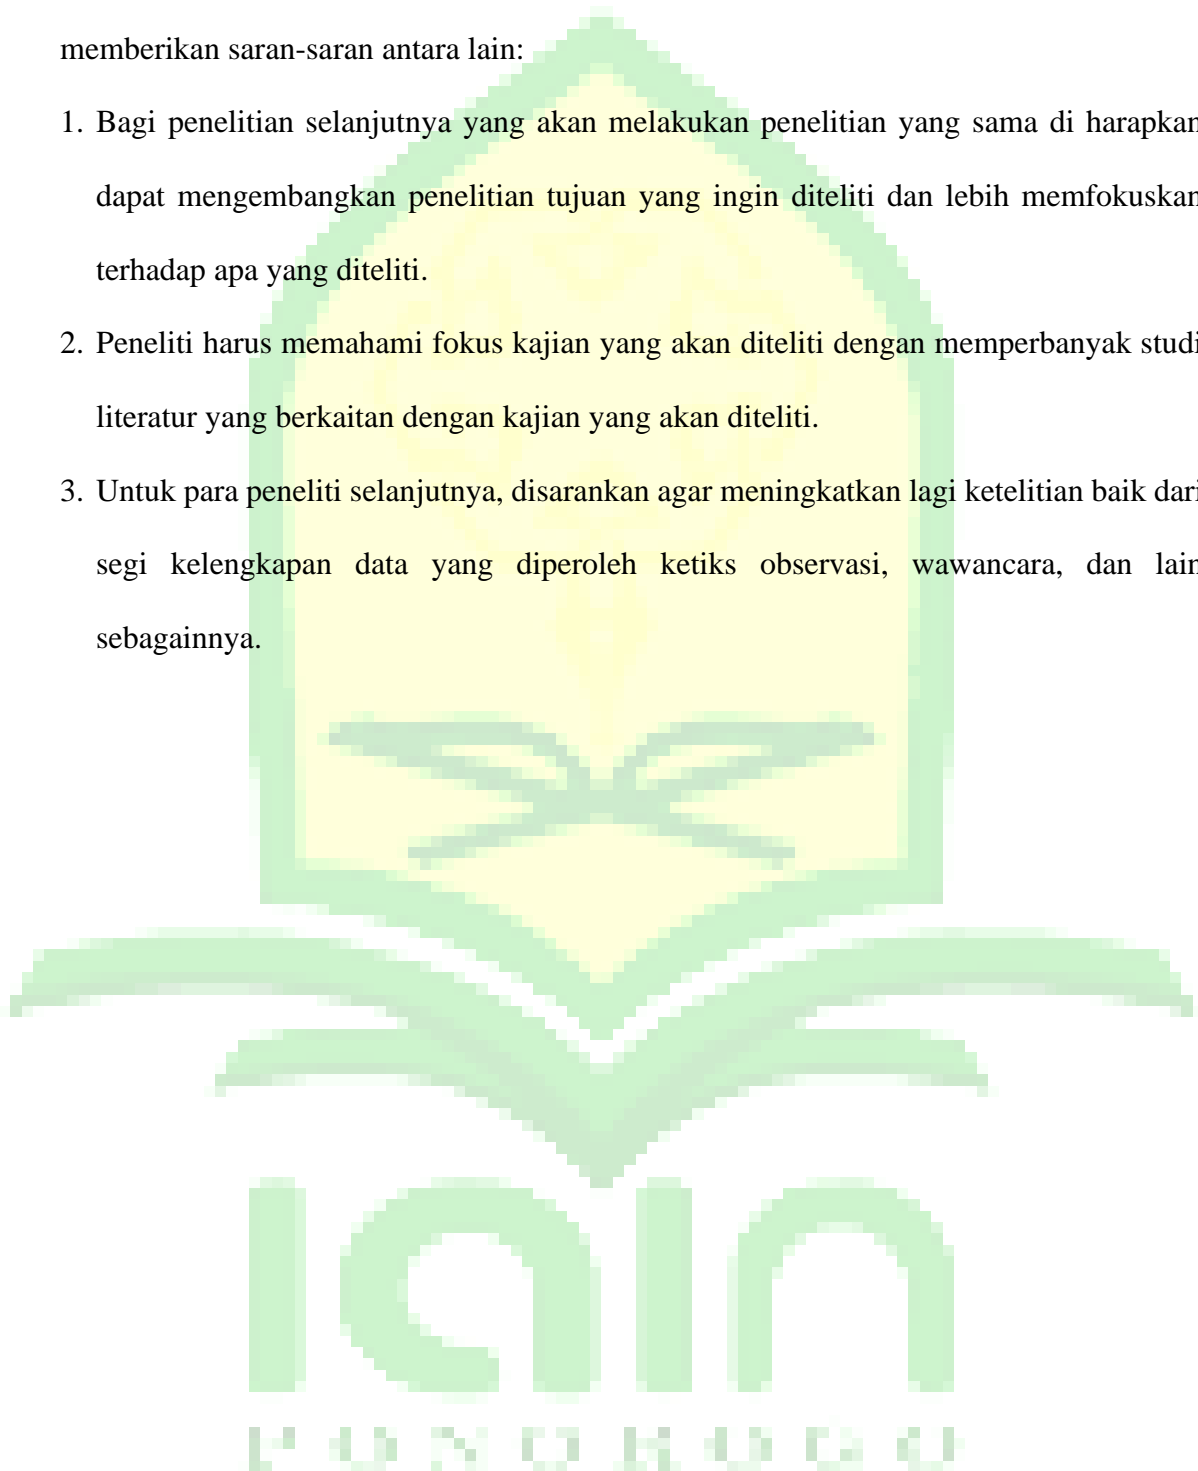 memberikan saran-saran antara lain:
1. Bagi penelitian selanjutnya yang akan melakukan penelitian yang sama di harapkan
dapat mengembangkan penelitian tujuan yang ingin diteliti dan lebih memfokuskan
terhadap apa yang diteliti.
2. Peneliti harus memahami fokus kajian yang akan diteliti dengan memperbanyak studi
literatur yang berkaitan dengan kajian yang akan diteliti.
3. Untuk para peneliti selanjutnya, disarankan agar meningkatkan lagi ketelitian baik dari
segi kelengkapan data yang diperoleh ketiks observasi, wawancara, dan lain
sebagainnya.
iain
PONOROGO